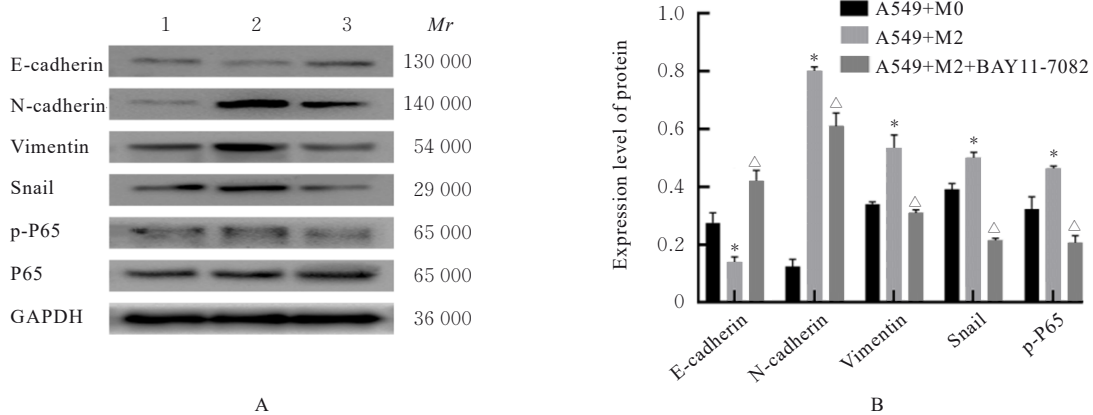 1 2 3 Mr
E-cadherin 130 000
N-cadherin 140 000
Vimentin 54 000
Snail 29 000
p-P65 65 000
P65 65 000
GAPDH 36 000
A
A549+M0
A549+M2
A549+M2+BAY11-7082
Expression level of protein
1.0
0.8
0.6
0.4
0.2
0
* △
* △
* △
* △
* △
E-cadherin
N-cadherin
Vimentin
Snail
p-P65
B